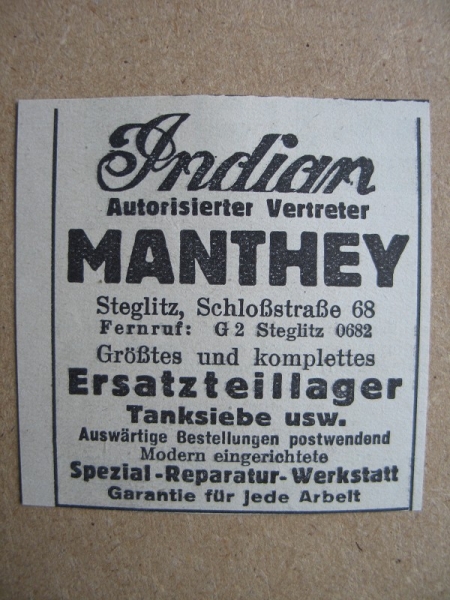 Indian
Autorisierter Vertreter
MANTHEY
Steglitz, Schloßstraße 68
Fernruf: G 2 Steglitz 0682
Größtes und komplettes
Ersatzteillager
Tanksiebe usw.
Auswärtige Bestellungen postwendend
Modern eingerichtete
Spezial-Reparatur-Werkstatt
Garantie für jede Arbeit